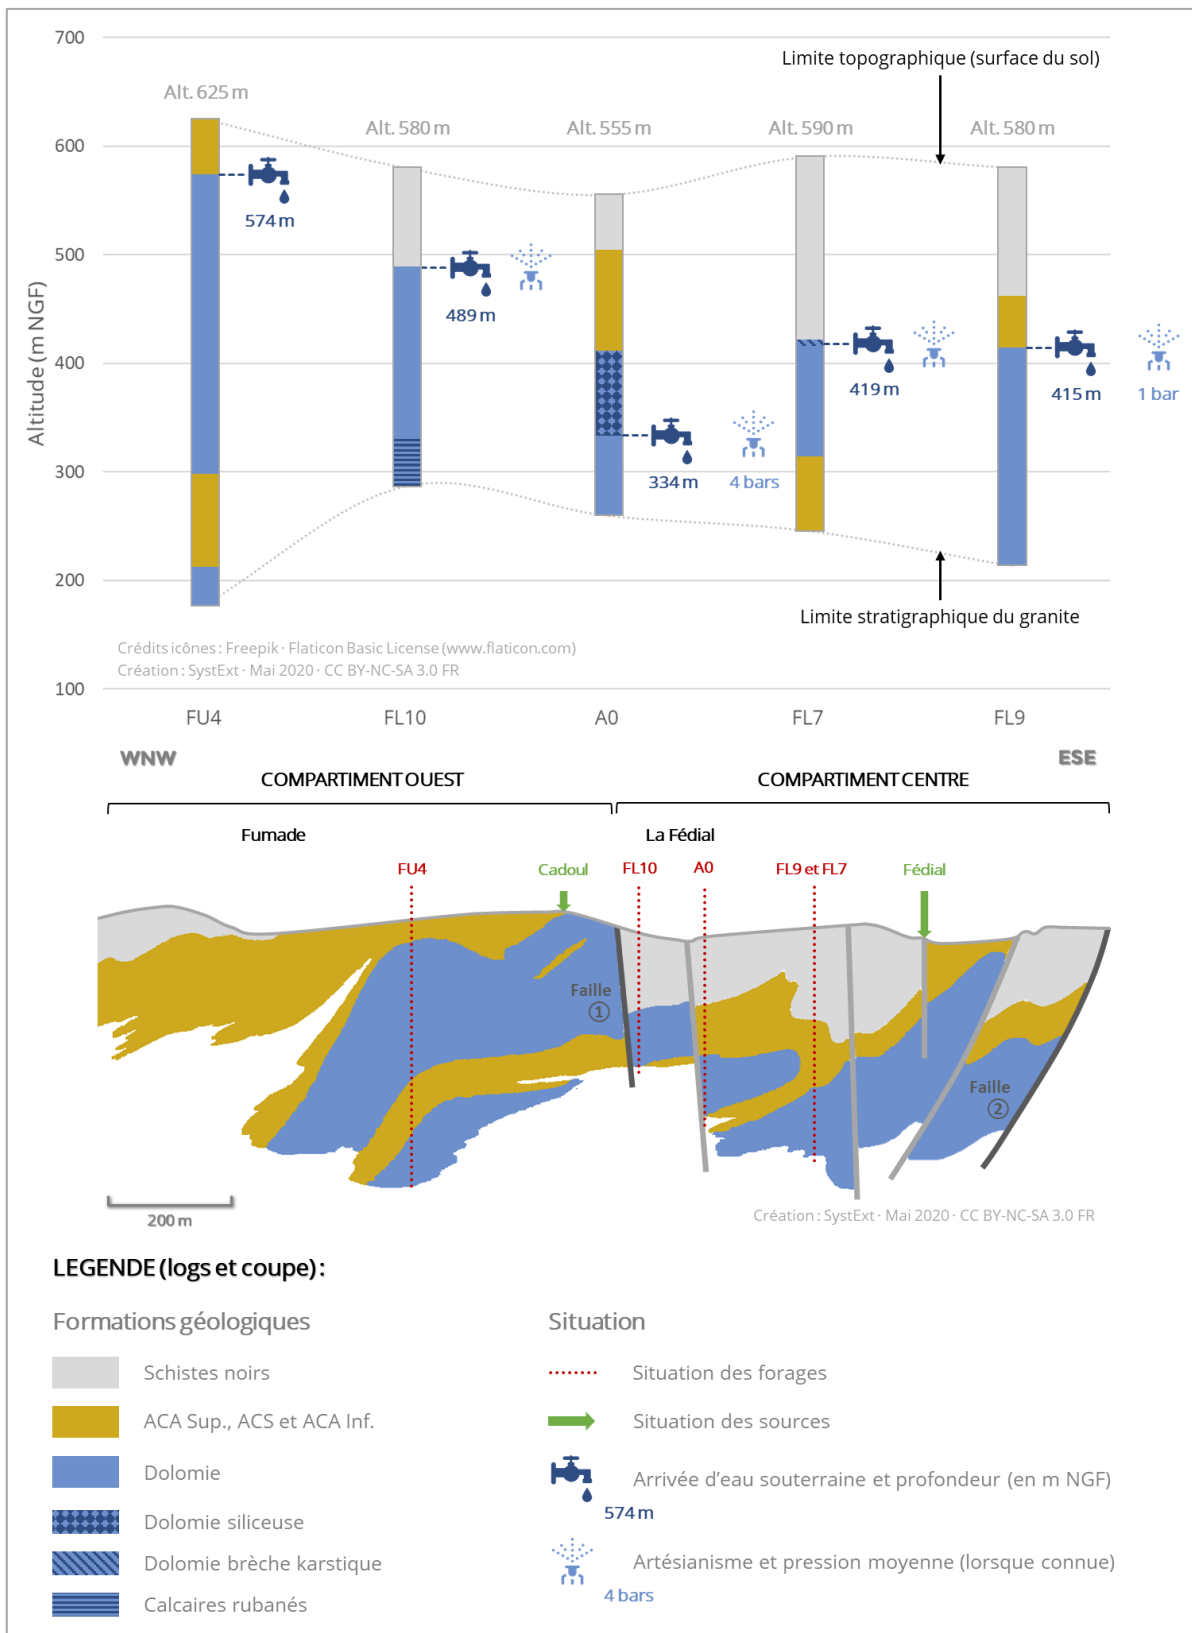 700
Limite topographique (surface du sol)
Alt. 625 m
Alt. 580 m
Alt. 555 m
Alt. 590 m
Alt. 580 m
600
574 m
500
489 m
Altitude (m NGF)
400
419 m
415 m
1 bar
334 m
4 bars
300
200
Limite stratigraphique du granite
Crédits icônes : Freepik · Flaticon Basic License (www.flaticon.com)
Création : SystExt · Mai 2020 · CC BY-NC-SA 3.0 FR
100
FU4
FL10
A0
FL7
FL9
WNW
ESE
COMPARTIMENT OUEST
COMPARTIMENT CENTRE
Fumade
La Fédial
FU4
Cadoul
FL10
A0
FL9 et FL7
Fédial
Faille
1
Faille
2
200 m
Création : SystExt · Mai 2020 · CC BY-NC-SA 3.0 FR
LEGENDE (logs et coupe) :
Formations géologiques
Schistes noirs
ACA Sup., ACS et ACA Inf.
Dolomie
Dolomie siliceuse
Dolomie brèche karstique
Calcaires rubanés
Situation
Situation des forages
Situation des sources
Arrivée d'eau souterraine et profondeur (en m NGF)
574 m
Artésianisme et pression moyenne (lorsque connue)
4 bars